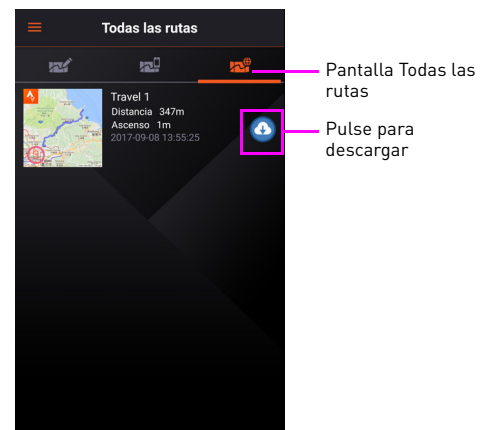 Todas las rutas
Travel 1
Distancia 347m
Ascenso 1m
2017-09-08 13:55:25
Pantalla Todas las
rutas
Pulse para
descargar